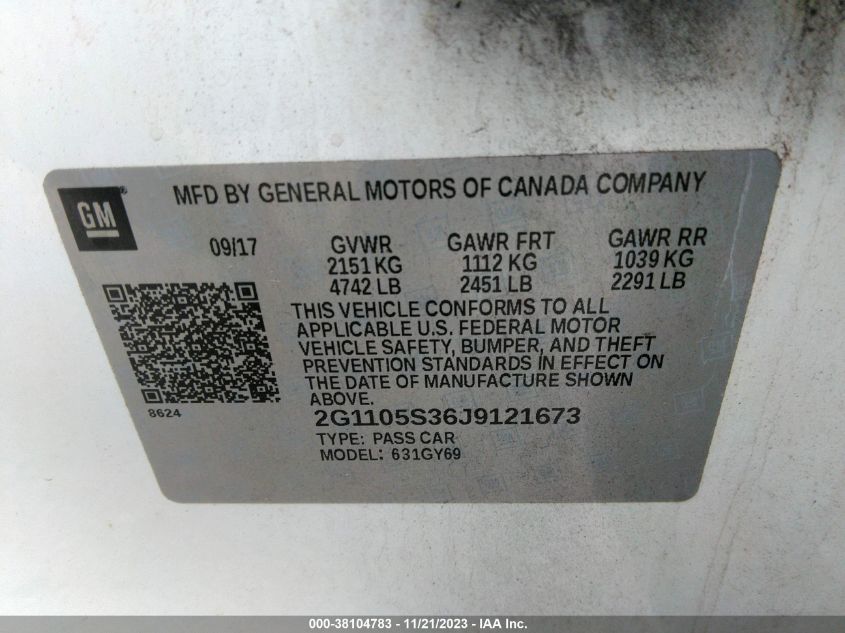 MFD BY GENERAL MOTORS OF CANADA COMPANY
GM®
09/17 GVWR GAWR FRT GAWR RR
2151 KG 1112 KG 1039 KG
4742 LB 2451 LB 2291 LB
THIS VEHICLE CONFORMS TO ALL
APPLICABLE U.S. FEDERAL MOTOR
VEHICLE SAFETY, BUMPER, AND THEFT
PREVENTION STANDARDS IN EFFECT ON
THE DATE OF MANUFACTURE SHOWN
ABOVE.
8624
2G1105S36J9121673
TYPE: PASS CAR
MODEL: 631GY69
000-38104783 - 11/21/2023 - IAA Inc.